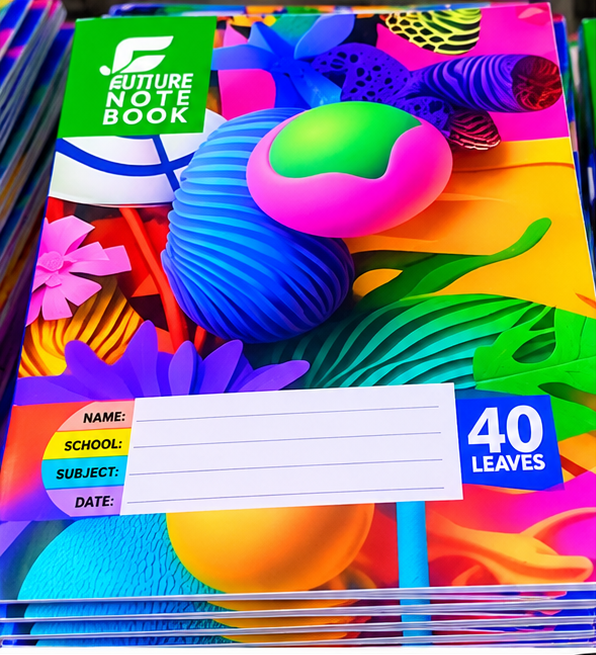 FUTURE
NOTE
BOOK
NAME:
SCHOOL:
SUBJECT:
DATE:
40
LEAVES